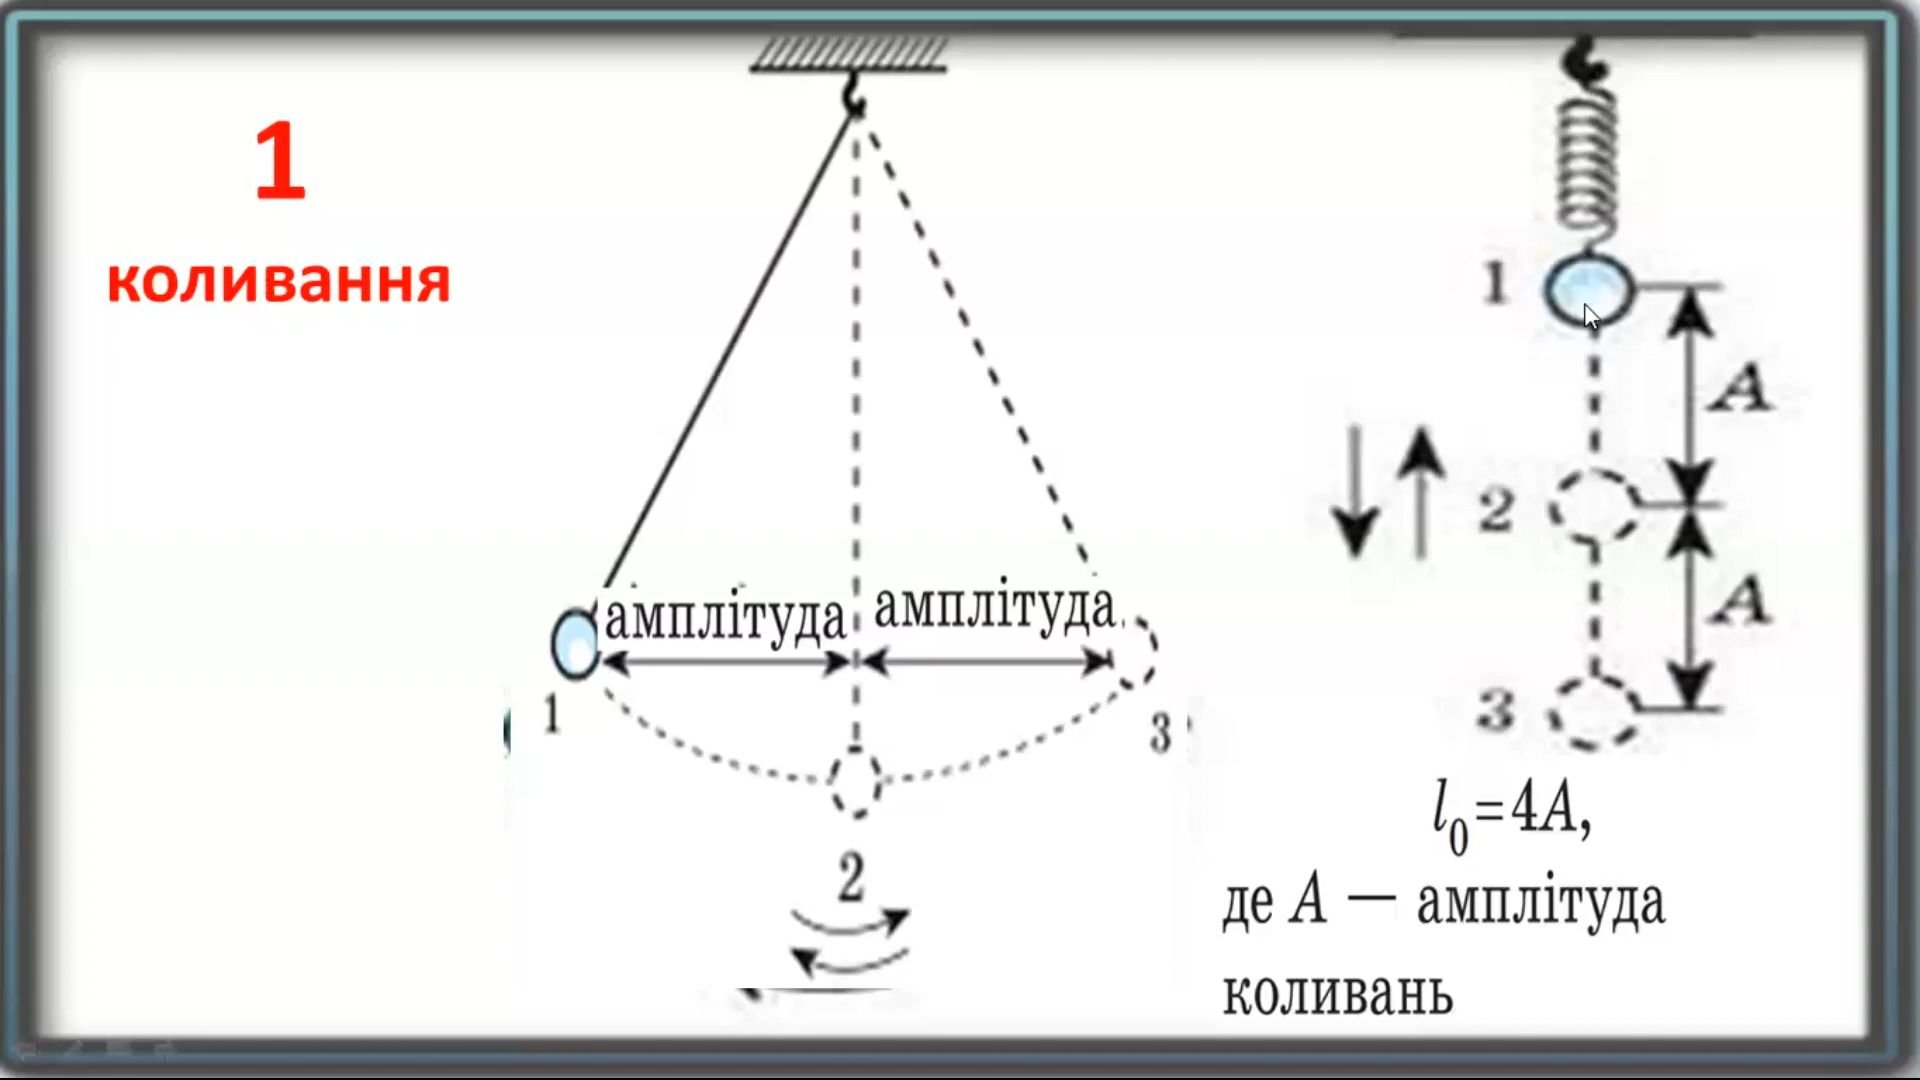 1
коливання
амплітуда амплітуда
1
3
2
1
A
2
A
3
l₀=4A,
де A — амплітуда
коливань